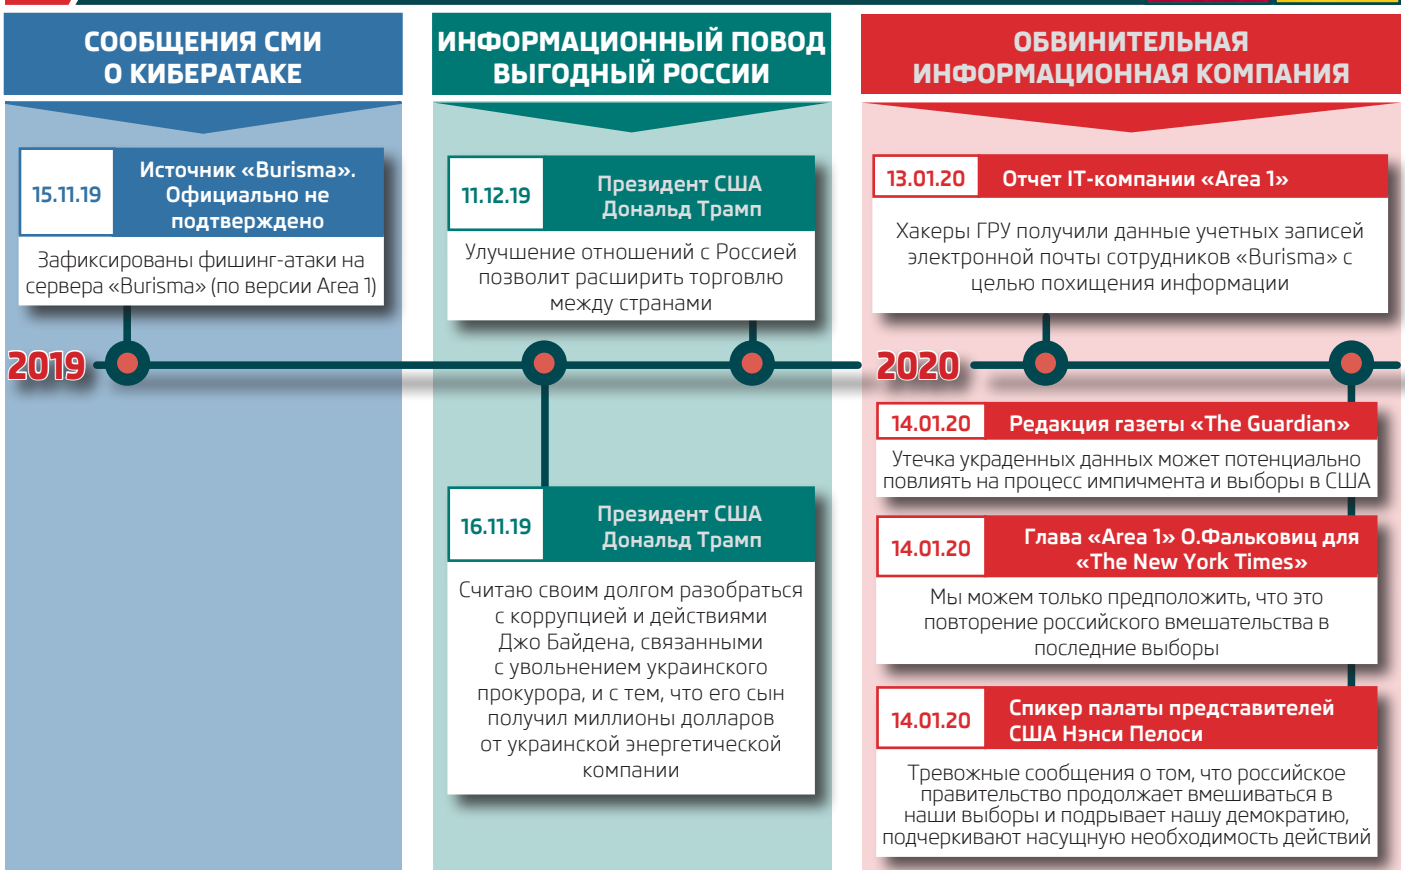 СООБЩЕНИЯ СМИ
О КИБЕРАТАКЕ
15.11.19
Источник «Burisma».
Официально не
подтверждено
Зафиксированы фишинг-атаки на
сервера «Burisma» (по версии Area 1)
ИНФОРМАЦИОННЫЙ ПОВОД
ВЫГОДНЫЙ РОССИИ
11.12.19
Президент США
Дональд Трамп
Улучшение отношений с Россией
позволит расширить торговлю
между странами
ОБВИНИТЕЛЬНАЯ
ИНФОРМАЦИОННАЯ КОМПАНИЯ
13.01.20
Отчет IT-компании «Area 1»
Хакеры ГРУ получили данные учетных записей
электронной почты сотрудников «Burisma» с
целью похищения информации
2019
2020
16.11.19
Президент США
Дональд Трамп
Считаю своим долгом разобраться
с коррупцией и действиями
Джо Байдена, связанными
с увольнением украинского
прокурора, и с тем, что его сын
получил миллионы долларов
от украинской энергетической
компании
14.01.20
Редакция газеты «The Guardian»
Утечка украденных данных может потенциально
повлиять на процесс импичмента и выборы в США
14.01.20
Глава «Area 1» О.Фальковиц для
«The New York Times»
Мы можем только предположить, что это
повторение российского вмешательства в
последние выборы
14.01.20
Спикер палаты представителей
США Нэнси Пелоси
Тревожные сообщения о том, что российское
правительство продолжает вмешиваться в
наши выборы и подрывает нашу демократию,
подчеркивают насущную необходимость действий